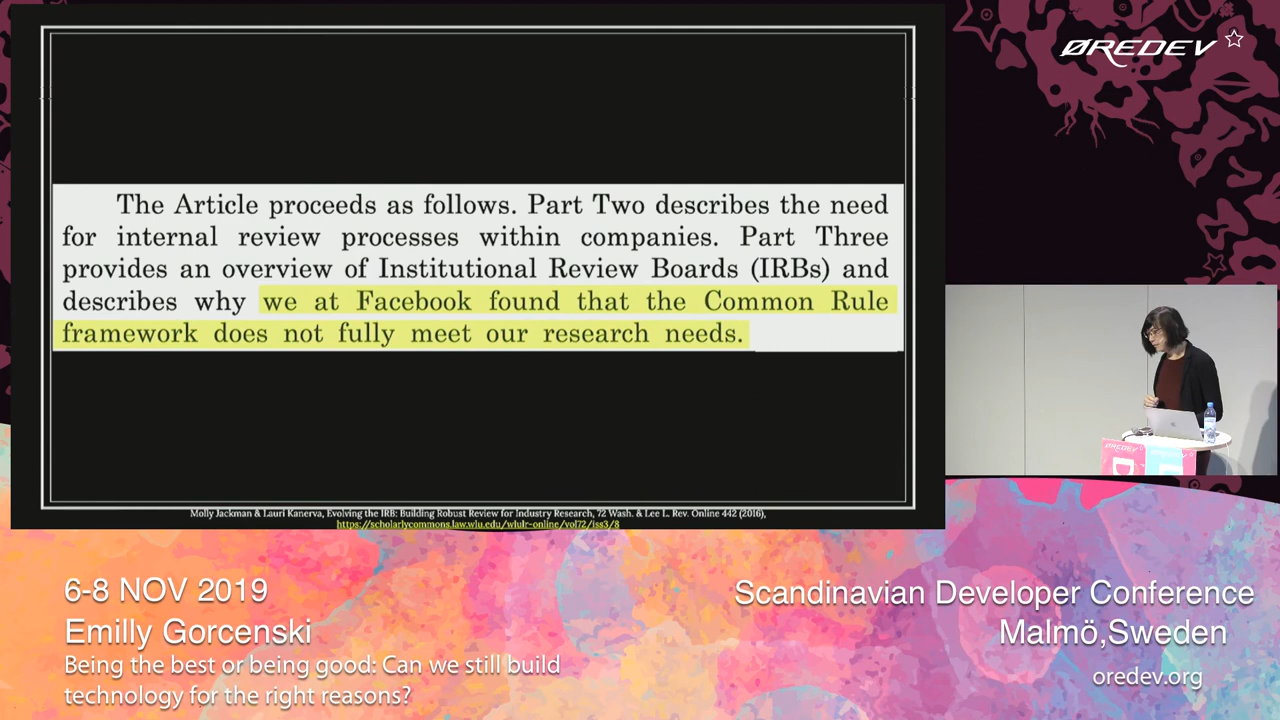 The Article proceeds as follows. Part Two describes the need
for internal review processes within companies. Part Three
provides an overview of Institutional Review Boards (IRBs) and
describes why we at Facebook found that the Common Rule
framework does not fully meet our research needs.
Molly Jackman & Lauri Kanerva, Evolving the IRB: Building Robust Review for Industry Research, 72 Wash. & Lee L. Rev. Online 442 (2016),
https://scholarlycommons.law.wlu.edu/wlulr-online/vol72/iss3/8
ØREDEV
ØREDEV
6-8 NOV 2019
Emilly Gorcenski
Being the best or being good: Can we still build
technology for the right reasons?
Scandinavian Developer Conference
Malmö,Sweden
oredev.org